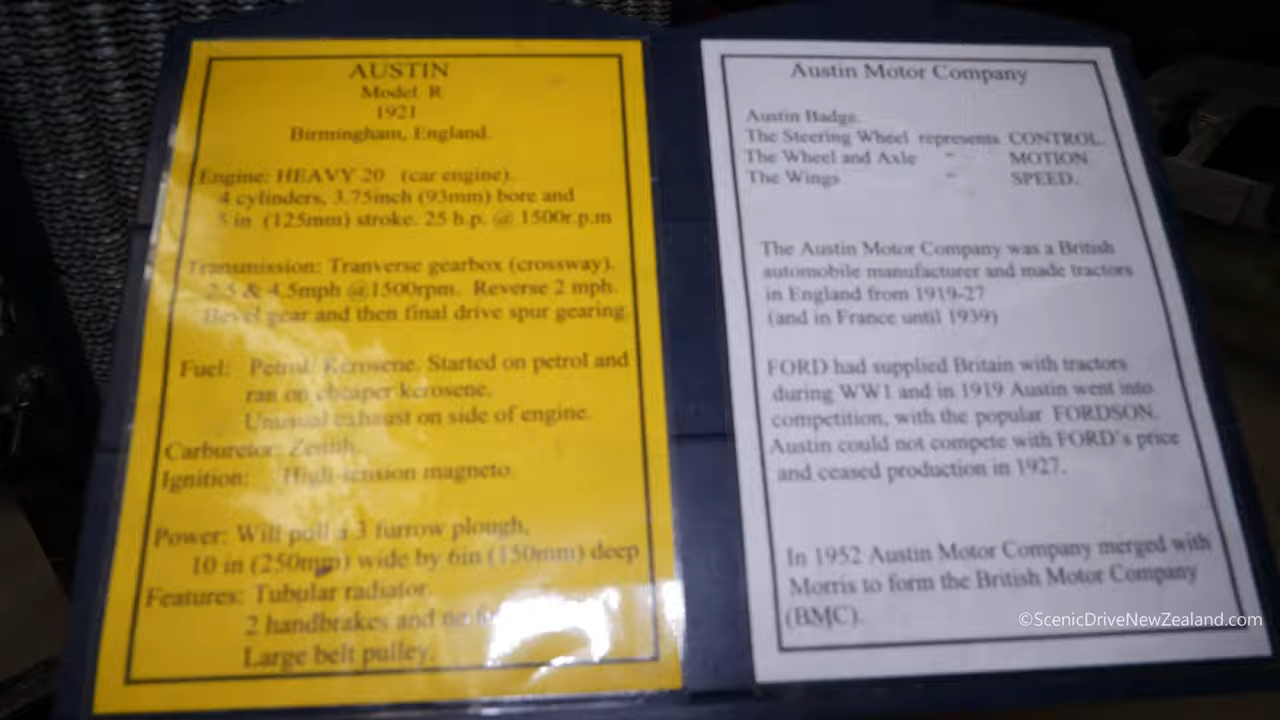 AUSTIN
Model R
1921
Birmingham, England.
Engine: HEAVY 20 (car engine).
4 cylinders, 3.75inch (93mm) bore and
5 in (125mm) stroke. 25 h.p. @ 1500r.p.m
Transmission: Tranverse gearbox (crossway).
2.5 & 4.5mph @1500rpm. Reverse 2 mph.
Bevel gear and then final drive spur gearing.
Fuel: Petrol/ Kerosene. Started on petrol and
ran on cheaper kerosene.
Unusual exhaust on side of engine.
Carburetor: Zenith.
Ignition: High tension magneto
Power: Will pull a 3 furrow plough,
10 in (250mm) wide by 6in (150mm) deep
Features: Tubular radiator.
2 handbrakes and no
Large belt pulley.
Austin Motor Company
Austin Badge.
The Steering Wheel represents CONTROL.
The Wheel and Axle " MOTION.
The Wings " SPEED.
The Austin Motor Company was a British
automobile manufacturer and made tractors
in England from 1919-27
(and in France until 1939)
FORD had supplied Britain with tractors
during WW1 and in 1919 Austin went into
competition, with the popular FORDSON.
Austin could not compete with FORD's price
and ceased production in 1927.
In 1952 Austin Motor Company merged with
Morris to form the British Motor Company
(BMC).
©ScenicDriveNewZealand.com